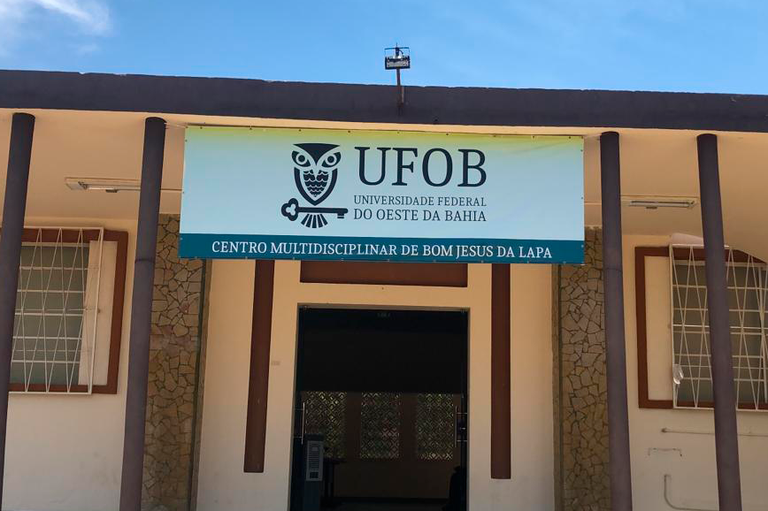 UFOB
UNIVERSIDADE FEDERAL
DO OESTE DA BAHIA
CENTRO MULTIDISCIPLINAR DE BOM JESUS DA LAPA